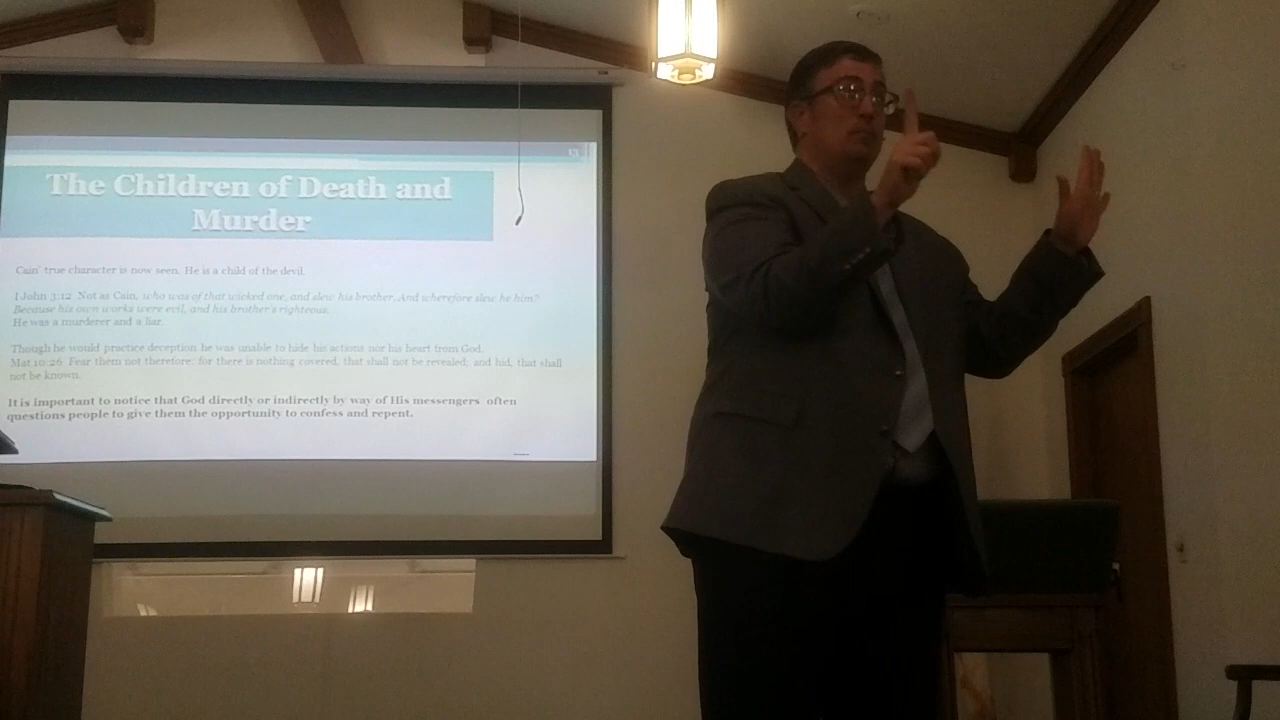 The Children of Death and
Murder
Cain' true character is now seen. He is a child of the devil.
I John 3:12 Not as Cain, who was of that wicked one, and slew his brother. And wherefore slew he him?
Because his own works were evil, and his brother's righteous.
He was a murderer and a liar.
Though he would practice deception he was unable to hide his actions nor his heart from God.
Mat 10:26 Fear them not therefore: for there is nothing covered, that shall not be revealed; and hid, that shall
not be known.
It is important to notice that God directly or indirectly by way of His messengers often
questions people to give them the opportunity to confess and repent.